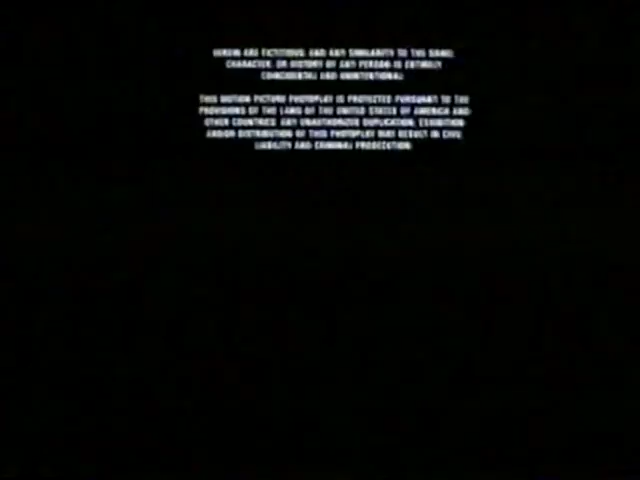 HEREIN ARE FICTITIOUS, AND ANY SIMILARITY TO THE NAME,
CHARACTER, OR HISTORY OF ANY PERSON IS ENTIRELY
COINCIDENTAL AND UNINTENTIONAL.
THIS MOTION PICTURE PHOTOPLAY IS PROTECTED PURSUANT TO THE
PROVISIONS OF THE LAWS OF THE UNITED STATES OF AMERICA AND
OTHER COUNTRIES. ANY UNAUTHORIZED DUPLICATION, EXHIBITION
AND/OR DISTRIBUTION OF THIS PHOTOPLAY MAY RESULT IN CIVIL
LIABILITY AND CRIMINAL PROSECUTION.